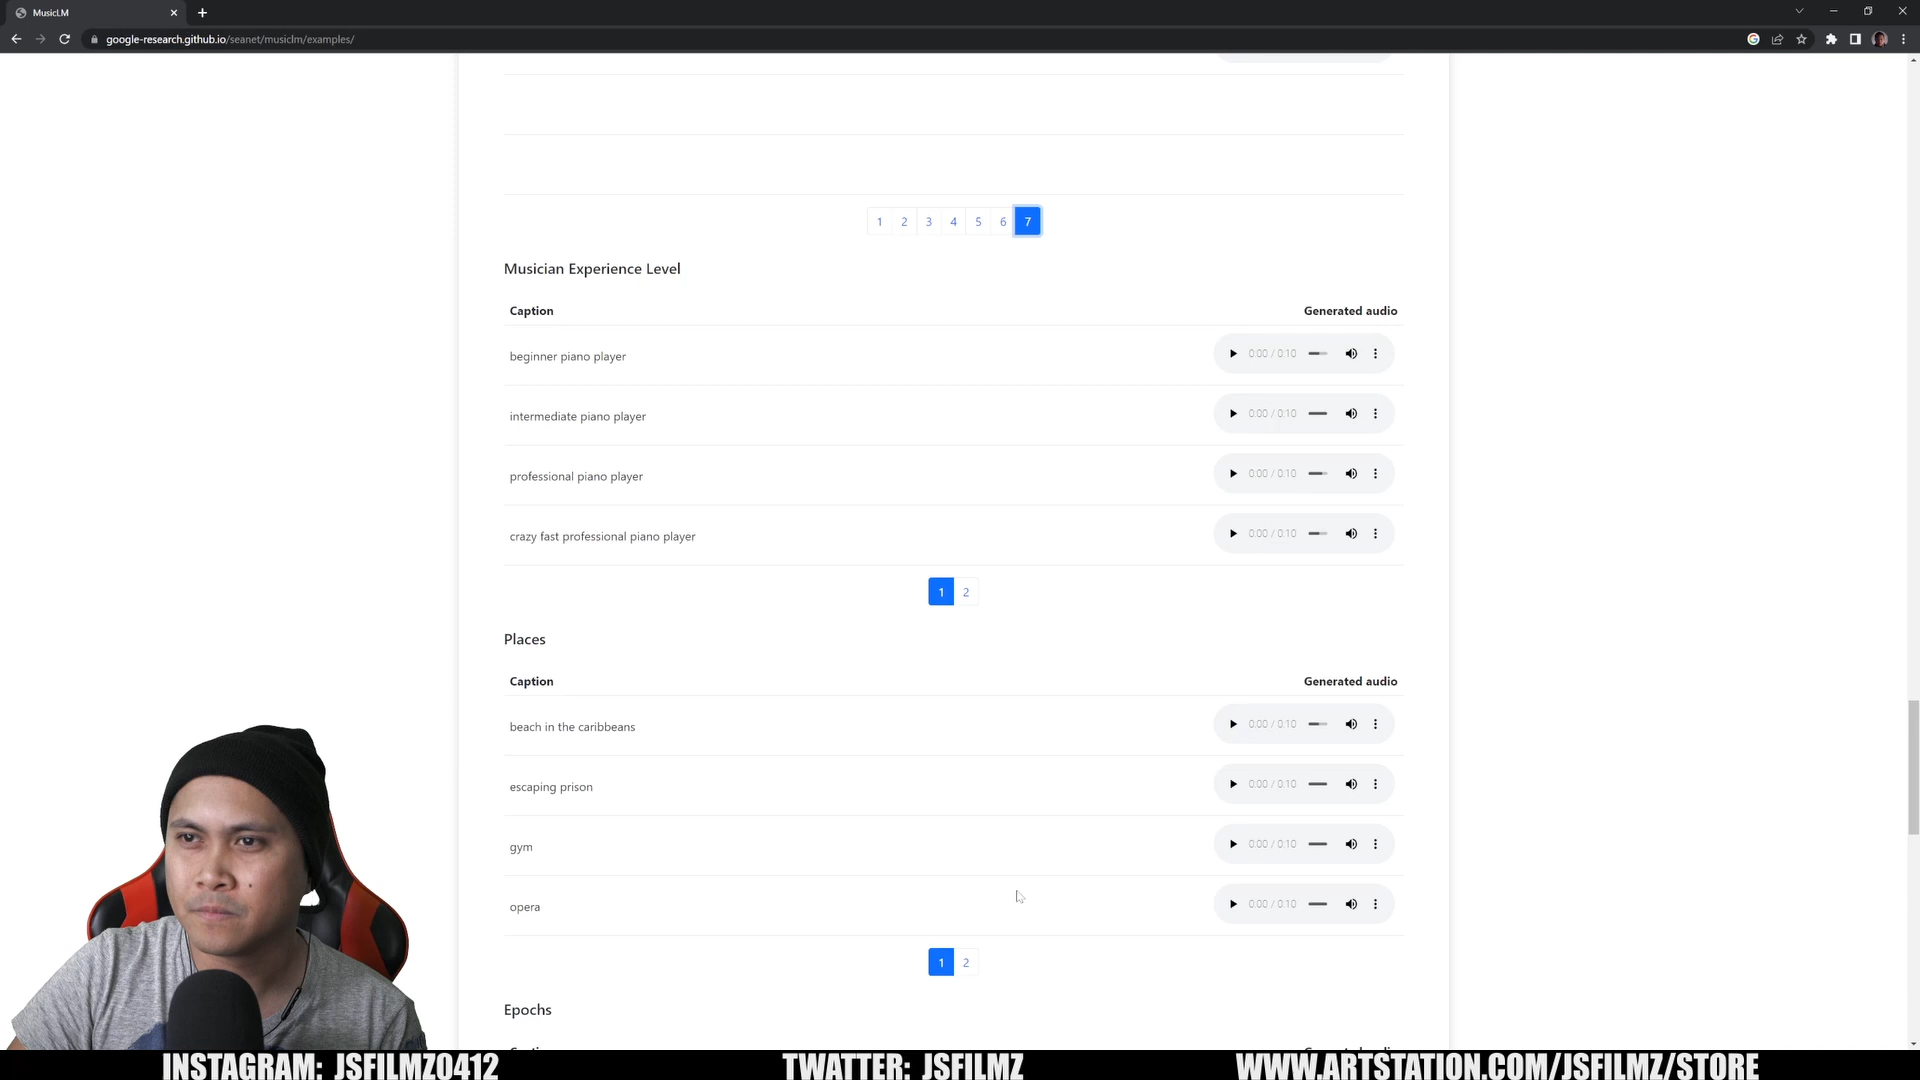 MusicLM
google-research.github.io/seanet/musiclm/examples/
1 2 3 4 5 6 7
Musician Experience Level
Caption Generated audio
beginner piano player 0:00 / 0:10
intermediate piano player 0:00 / 0:10
professional piano player 0:00 / 0:10
crazy fast professional piano player 0:00 / 0:10
1 2
Places
Caption Generated audio
beach in the caribbeans 0:00 / 0:10
escaping prison 0:00 / 0:10
gym 0:00 / 0:10
opera 0:00 / 0:10
1 2
Epochs
INSTAGRAM: JSFILMZ0412 TWATTER: JSFILMZ WWW.ARTSTATION.COM/JSFILMZ/STORE